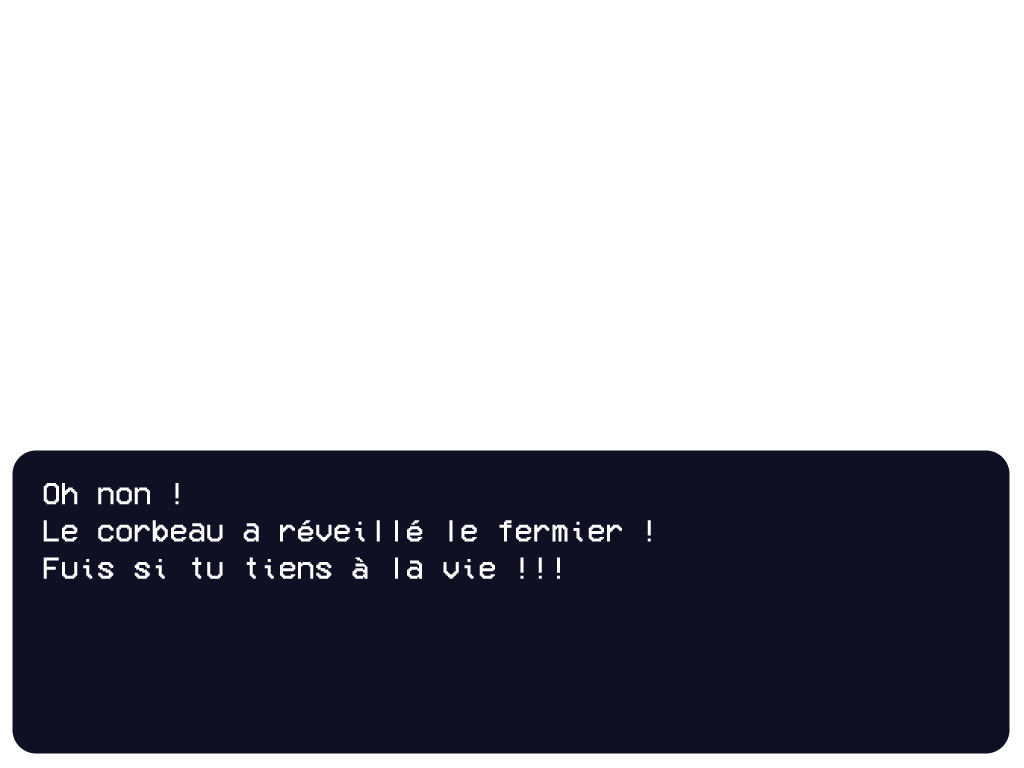 Oh non !
Le corbeau a réveillé le fermier !
Fuis si tu tiens à la vie !!!